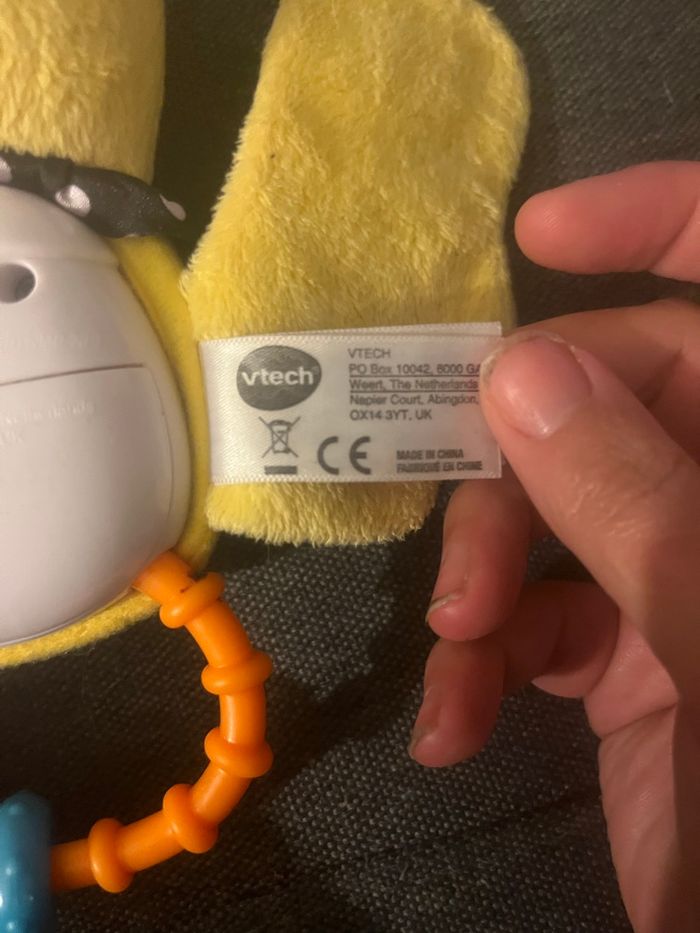 vtech
VTECH
PO Box 10042, 6000 GA
Weert, The Netherlands
Napier Court, Abingdon,
OX14 3YT, UK
CE
MADE IN CHINA
FABRIQUÉ EN CHINE